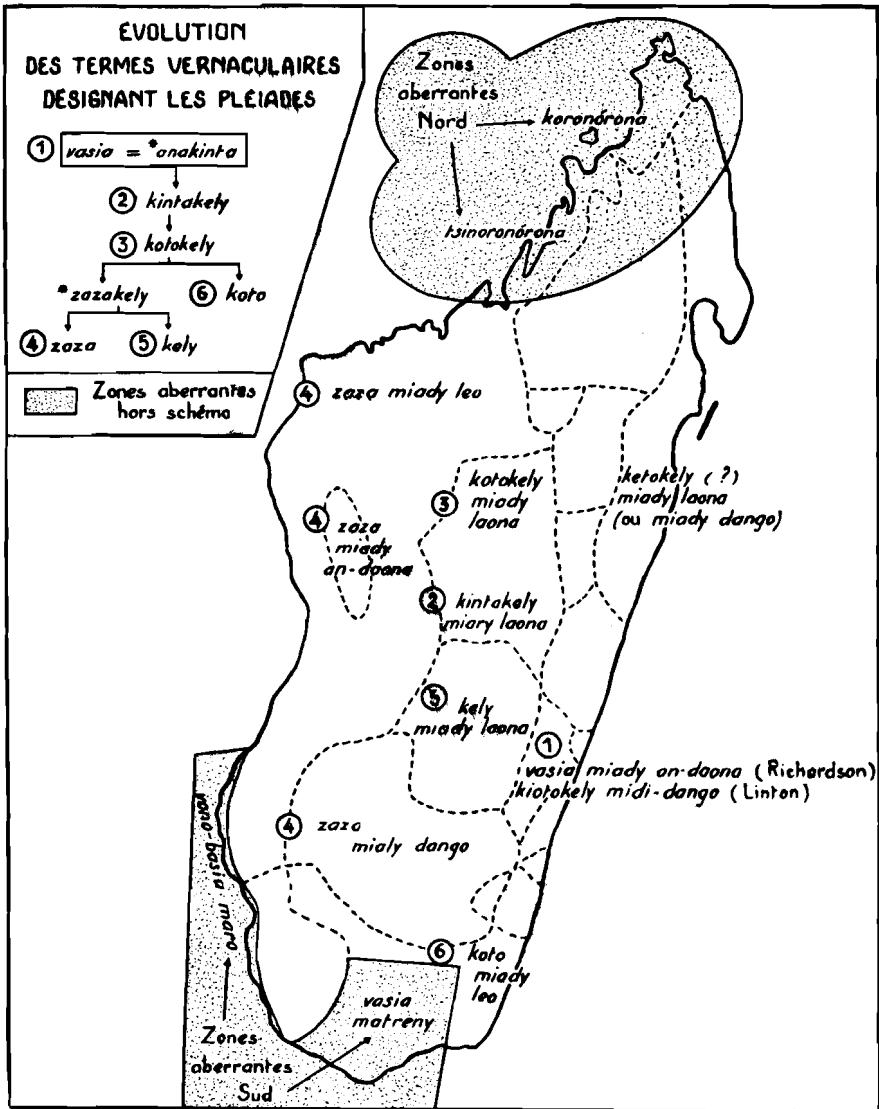 EVOLUTION
DES TERMES VERNACULAIRES
DESIGNANT LES PLEIADES
① vasia = *anakinta
② kintakely
③ kotokely
*zazakely ⑥ koto
④ zaza ⑤ kely
Zones aberrantes
hors schéma
Zones
aberrantes
Nord
koronórona
tsinoronórona
④ zaza miady leo
kotokely
③ miady
laona
ketokely (?)
miady laona
(ou miady dango)
④ zaza
miady
an-daona
② kintakely
miary laona
⑤ kely
miady laona
①
vasia miady an-daona (Richardson)
kiotokely midi-dango (Linton)
④ zaza
mialy dango
vano-basia maro
⑥ koto
miady
leo
vasia
matreny
Zones
aberrantes
Sud